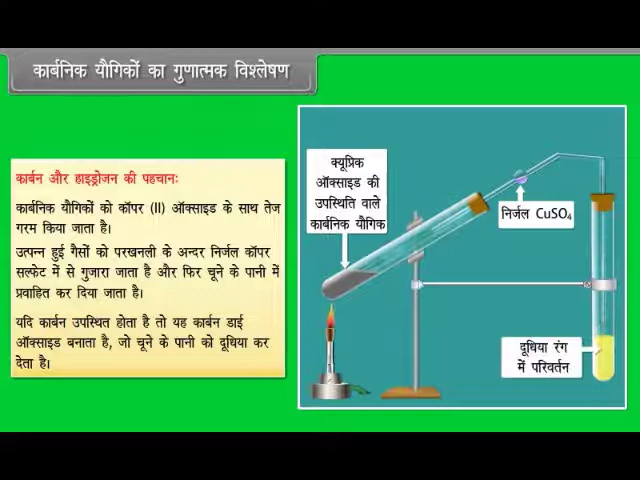 कार्बनिक यौगिकों का गुणात्मक विश्लेषण
कार्बन और हाइड्रोजन की पहचानः
कार्बनिक यौगिकों को कॉपर (II) ऑक्साइड के साथ तेज
गरम किया जाता है।
उत्पन्न हुई गैसों को परखनली के अन्दर निर्जल कॉपर
सल्फेट में से गुजारा जाता है और फिर चूने के पानी में
प्रवाहित कर दिया जाता है।
यदि कार्बन उपस्थित होता है तो यह कार्बन डाई
ऑक्साइड बनाता है, जो चूने के पानी को दूधिया कर
देता है।
क्यूप्रिक
ऑक्साइड की
उपस्थिति वाले
कार्बनिक यौगिक
निर्जल CuSO₄
दूधिया रंग
में परिवर्तन